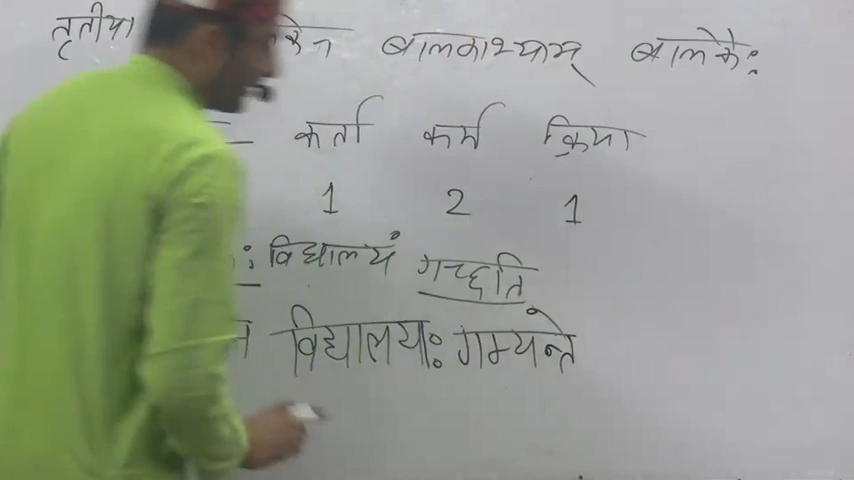 तृतीया बालकाभ्याम् बालकैः
कर्ता कर्म क्रिया
1 2 1
विद्यालयं गच्छति
विद्यालयाः गम्यन्ते